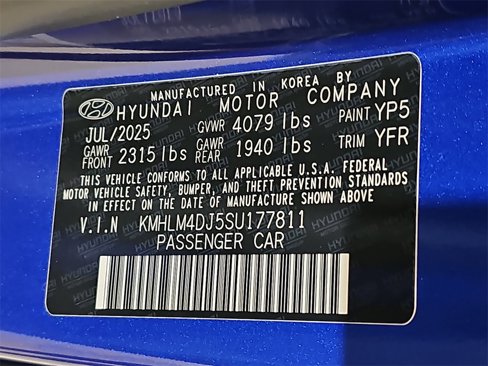 MANUFACTURED IN KOREA BY
HYUNDAI MOTOR COMPANY
JUL/2025 GVWR 4079 lbs PAINT YP5
GAWR FRONT 2315 lbs GAWR REAR 1940 lbs TRIM YFR
THIS VEHICLE CONFORMS TO ALL APPLICABLE U.S.A. FEDERAL
MOTOR VEHICLE SAFETY, BUMPER, AND THEFT PREVENTION STANDARDS
IN EFFECT ON THE DATE OF MANUFACTURE SHOWN ABOVE
V.I.N KMHLM4DJ5SU177811
PASSENGER CAR